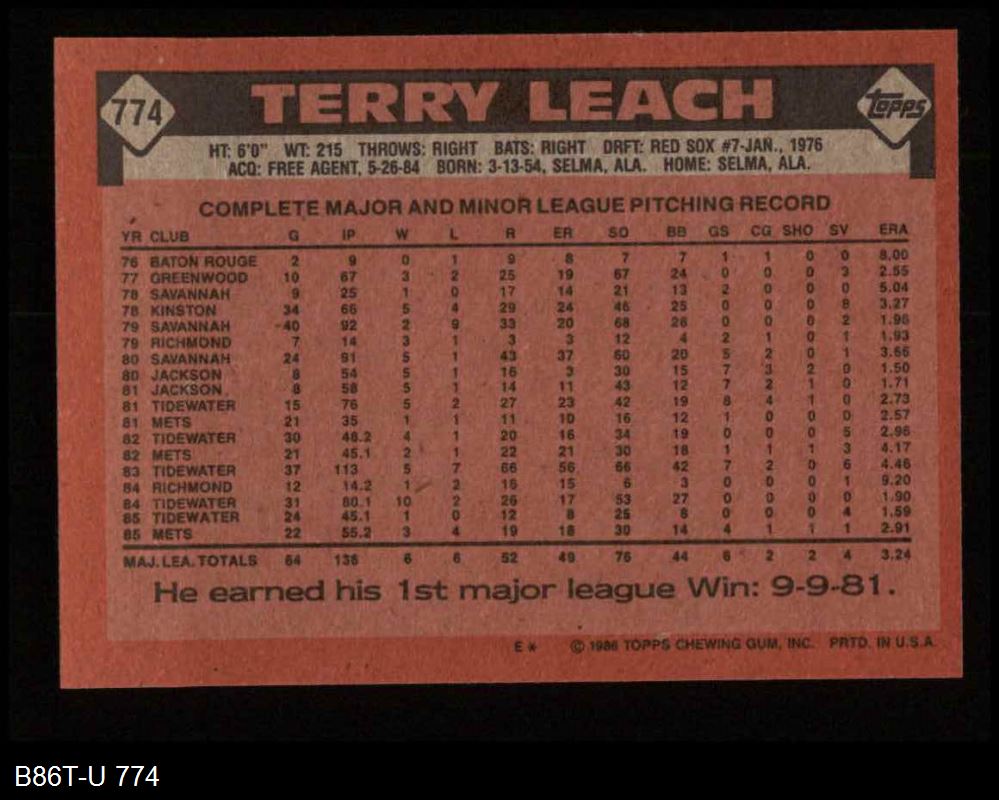 774
TERRY LEACH
Topps
HT: 6'0" WT: 215 THROWS: RIGHT BATS: RIGHT DRFT: RED SOX #7-JAN., 1976
ACQ: FREE AGENT, 5-26-84 BORN: 3-13-54, SELMA, ALA. HOME: SELMA, ALA.
COMPLETE MAJOR AND MINOR LEAGUE PITCHING RECORD
YR CLUB G IP W L R ER SO BB GS CG SHO SV ERA
76 BATON ROUGE 2 9 0 1 9 8 7 7 1 1 0 0 8.00
77 GREENWOOD 10 67 3 2 25 19 67 24 0 0 0 3 2.55
78 SAVANNAH 9 25 1 0 17 14 21 13 2 0 0 0 5.04
78 KINSTON 34 66 5 4 29 24 46 25 0 0 0 8 3.27
79 SAVANNAH 40 92 2 9 33 20 68 26 0 0 0 2 1.96
79 RICHMOND 7 14 3 1 3 3 12 4 2 1 0 1 1.93
80 SAVANNAH 24 91 5 1 43 37 60 20 5 2 0 1 3.66
80 JACKSON 8 54 5 1 16 3 30 15 7 3 2 0 1.50
81 JACKSON 8 58 5 1 14 11 43 12 7 2 1 0 1.71
81 TIDEWATER 15 76 5 2 27 23 42 19 8 4 1 0 2.73
81 METS 21 35 1 1 11 10 16 12 1 0 0 0 2.57
82 TIDEWATER 30 48.2 4 1 20 16 34 19 0 0 0 5 2.96
82 METS 21 45.1 2 1 22 21 30 18 1 1 1 3 4.17
83 TIDEWATER 37 113 5 7 66 56 66 42 7 2 0 6 4.46
84 RICHMOND 12 14.2 1 2 16 15 6 3 0 0 0 1 9.20
84 TIDEWATER 31 80.1 10 2 26 17 53 27 0 0 0 0 1.90
85 TIDEWATER 24 45.1 1 0 12 8 25 8 0 0 0 4 1.59
85 METS 22 55.2 3 4 19 18 30 14 4 1 1 1 2.91
MAJ. LEA. TOTALS 64 136 6 6 52 49 76 44 6 2 2 4 3.24
He earned his 1st major league Win: 9-9-81.
E* © 1986 TOPPS CHEWING GUM, INC. PRTD. IN U.S.A.
B86T-U 774